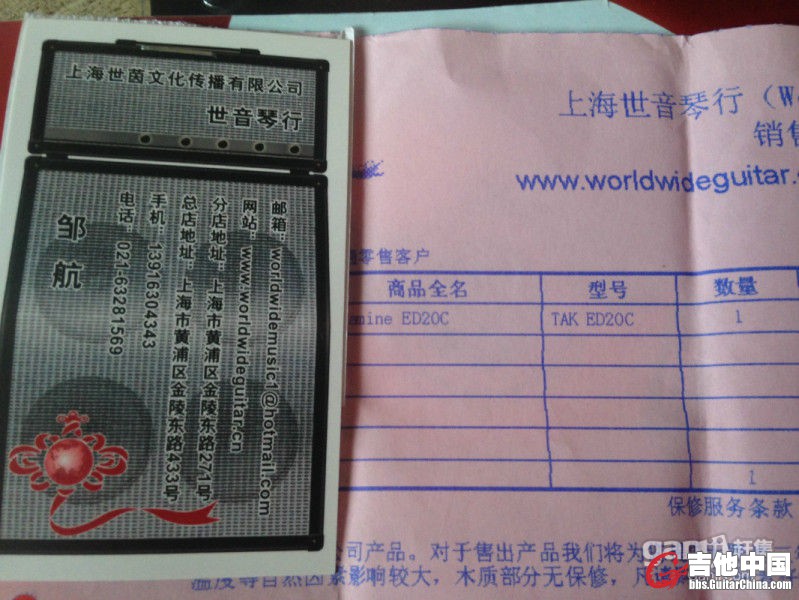 上海世茵文化传播有限公司
世音琴行
邮箱: worldwidemusic1@hotmail.com
网站: www.worldwideguitar.cn
分店地址: 上海市黄浦区金陵东路271号
总店地址: 上海市黄浦区金陵东路433号
手机: 13916304343
电话: 021-63281569
邹航
上海世音琴行 (W
销售
www.worldwideguitar.
零售客户
商品全名 型号 数量
amine ED20C TAK ED20C 1
1
保修服务条款
公司产品。对于售出产品我们将为
温度等自然因素影响较大,木质部分无保修,凡
赶集
吉他中国
bbs.GuitarChina.com